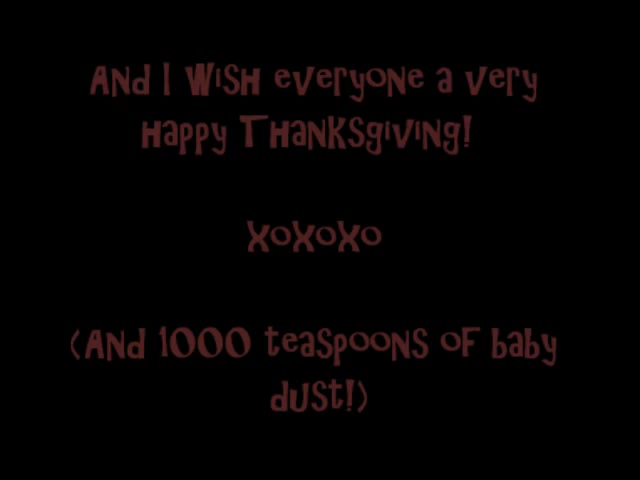 And I wish everyone a very
Happy Thanksgiving!
XoXoXo
(And 1000 teaspoons of baby
dust!)